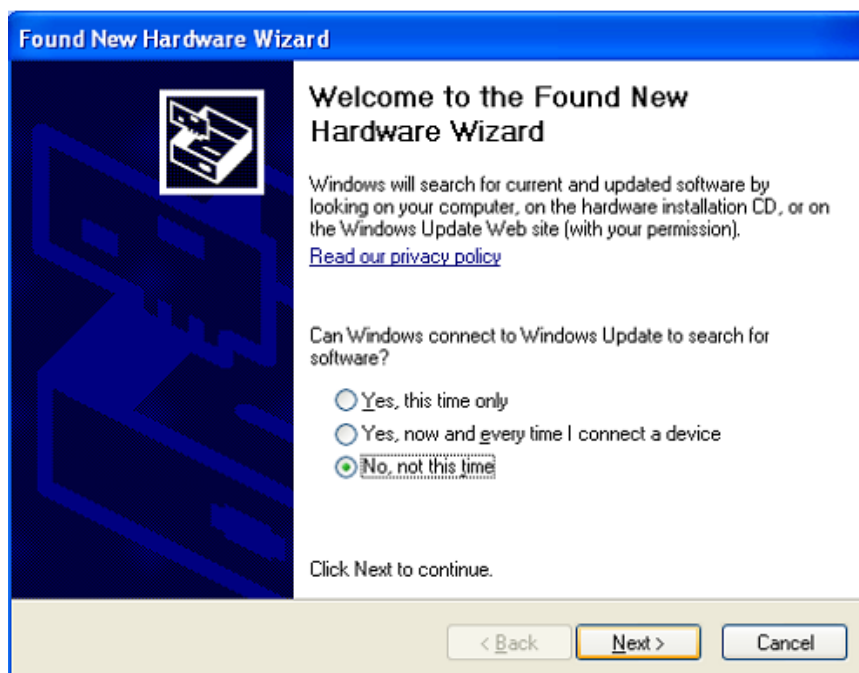 Found New Hardware Wizard
Welcome to the Found New
Hardware Wizard
Windows will search for current and updated software by
looking on your computer, on the hardware installation CD, or on
the Windows Update Web site (with your permission).
Read our privacy policy
Can Windows connect to Windows Update to search for
software?
Yes, this time only
Yes, now and every time I connect a device
No, not this time
Click Next to continue.
< Back Next > Cancel